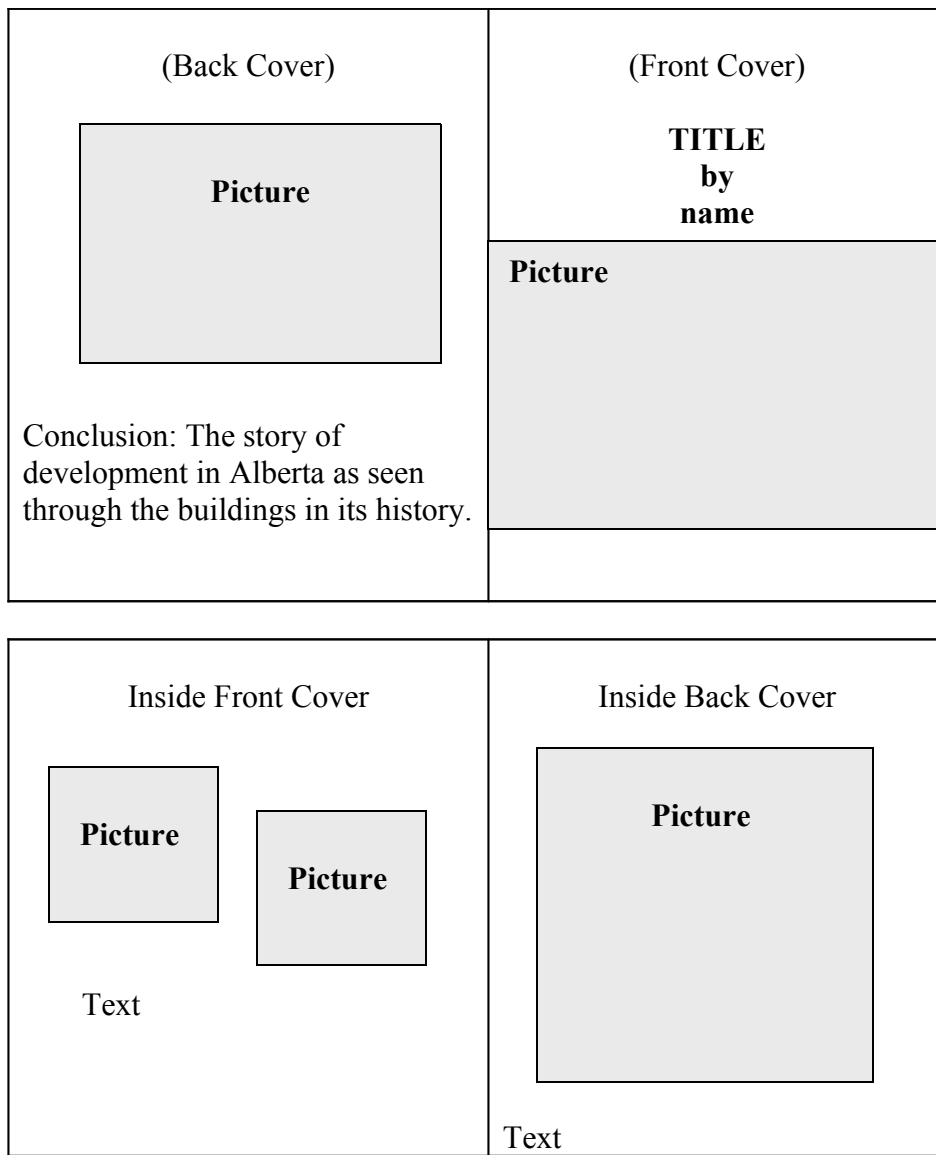 (Back Cover)
Picture
Conclusion: The story of
development in Alberta as seen
through the buildings in its history.
(Front Cover)
TITLE
by
name
Picture
Inside Front Cover
Picture
Picture
Text
Inside Back Cover
Picture
Text